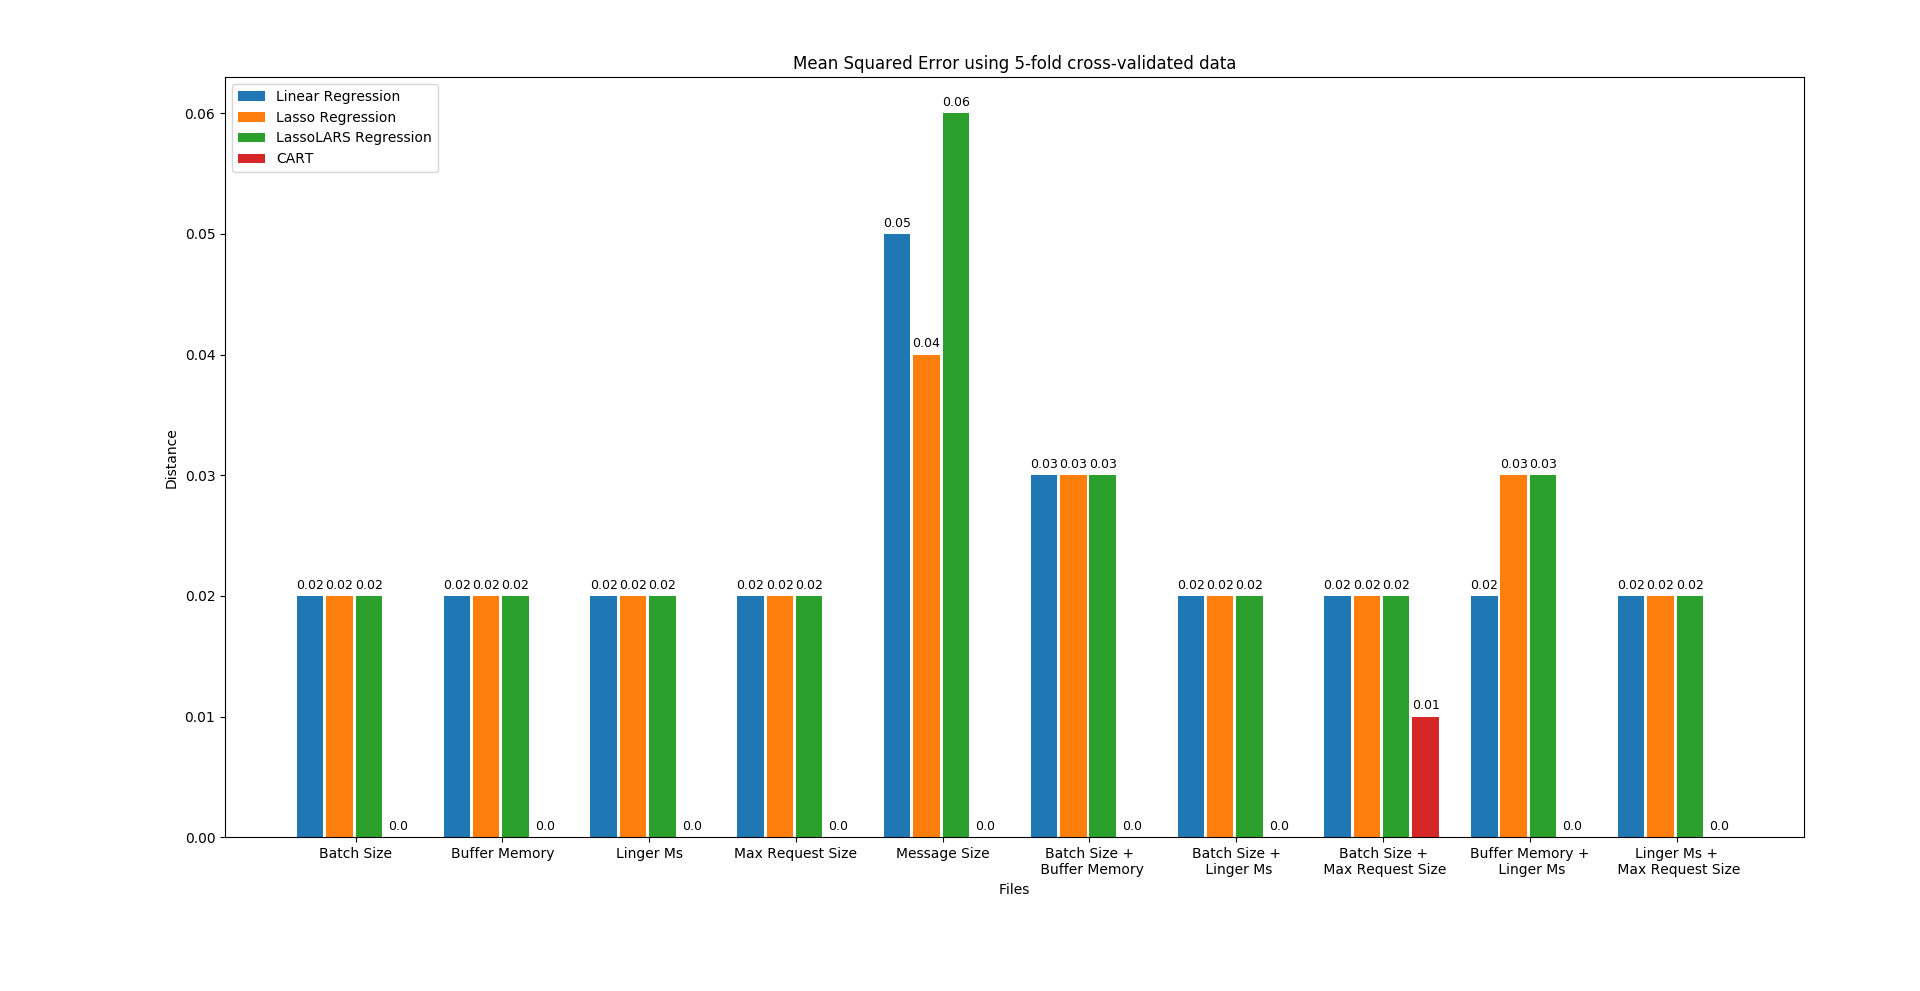 Mean Squared Error using 5-fold cross-validated data
Linear Regression
Lasso Regression
LassoLARS Regression
CART
0.06
0.05
0.04
0.03
0.02
0.01
0.00
Distance
0.02 0.02 0.02 0.0
0.02 0.02 0.02 0.0
0.02 0.02 0.02 0.0
0.02 0.02 0.02 0.0
0.05 0.04 0.06 0.0
0.03 0.03 0.03 0.0
0.02 0.02 0.02 0.0
0.02 0.02 0.02 0.01
0.02 0.03 0.03 0.0
0.02 0.02 0.02 0.0
Batch Size
Buffer Memory
Linger Ms
Max Request Size
Message Size
Batch Size +
Buffer Memory
Batch Size +
Linger Ms
Batch Size +
Max Request Size
Buffer Memory +
Linger Ms
Linger Ms +
Max Request Size
Files